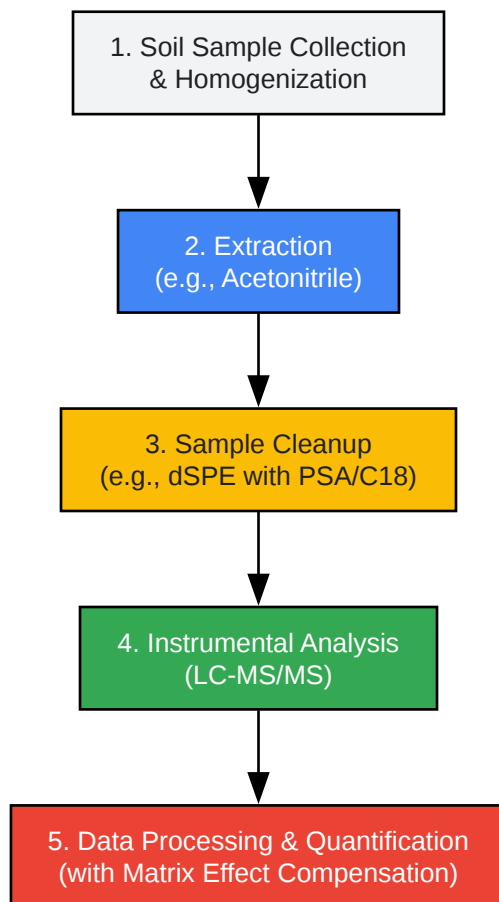 1. Soil Sample Collection
& Homogenization
2. Extraction
(e.g., Acetonitrile)
3. Sample Cleanup
(e.g., dSPE with PSA/C18)
4. Instrumental Analysis
(LC-MS/MS)
5. Data Processing & Quantification
(with Matrix Effect Compensation)